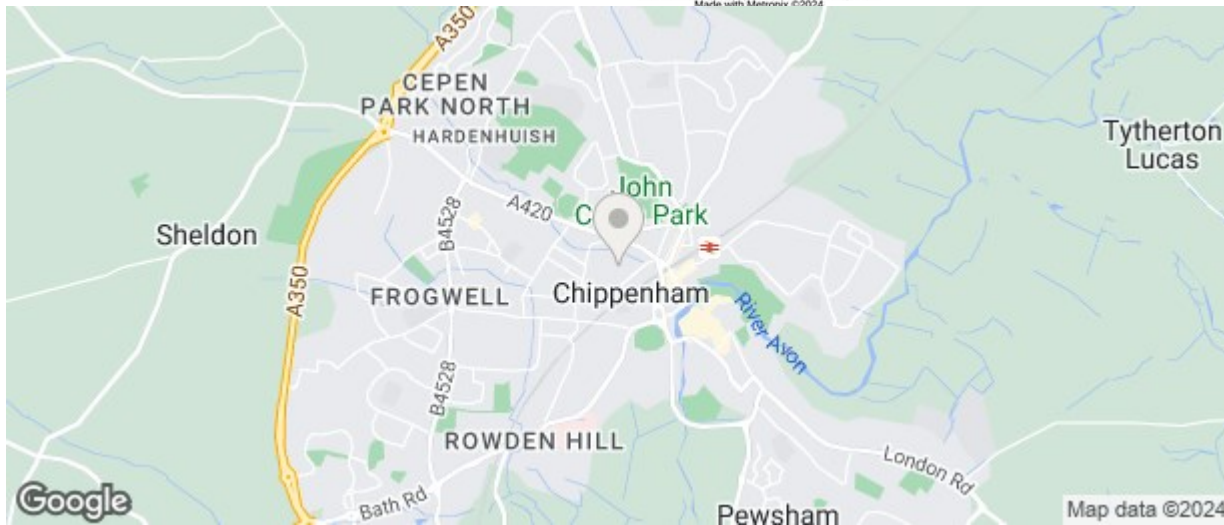 Made with Metropix ©2024
A350
CEPEN
PARK NORTH
HARDENHUISH
Tytherton
Lucas
John
Park
A420
B4528
Sheldon
A350
FROGWELL
Chippenham
River Avon
B4528
ROWDEN HILL
London Rd
Bath Rd
Pewsham
Google
Map data ©2024